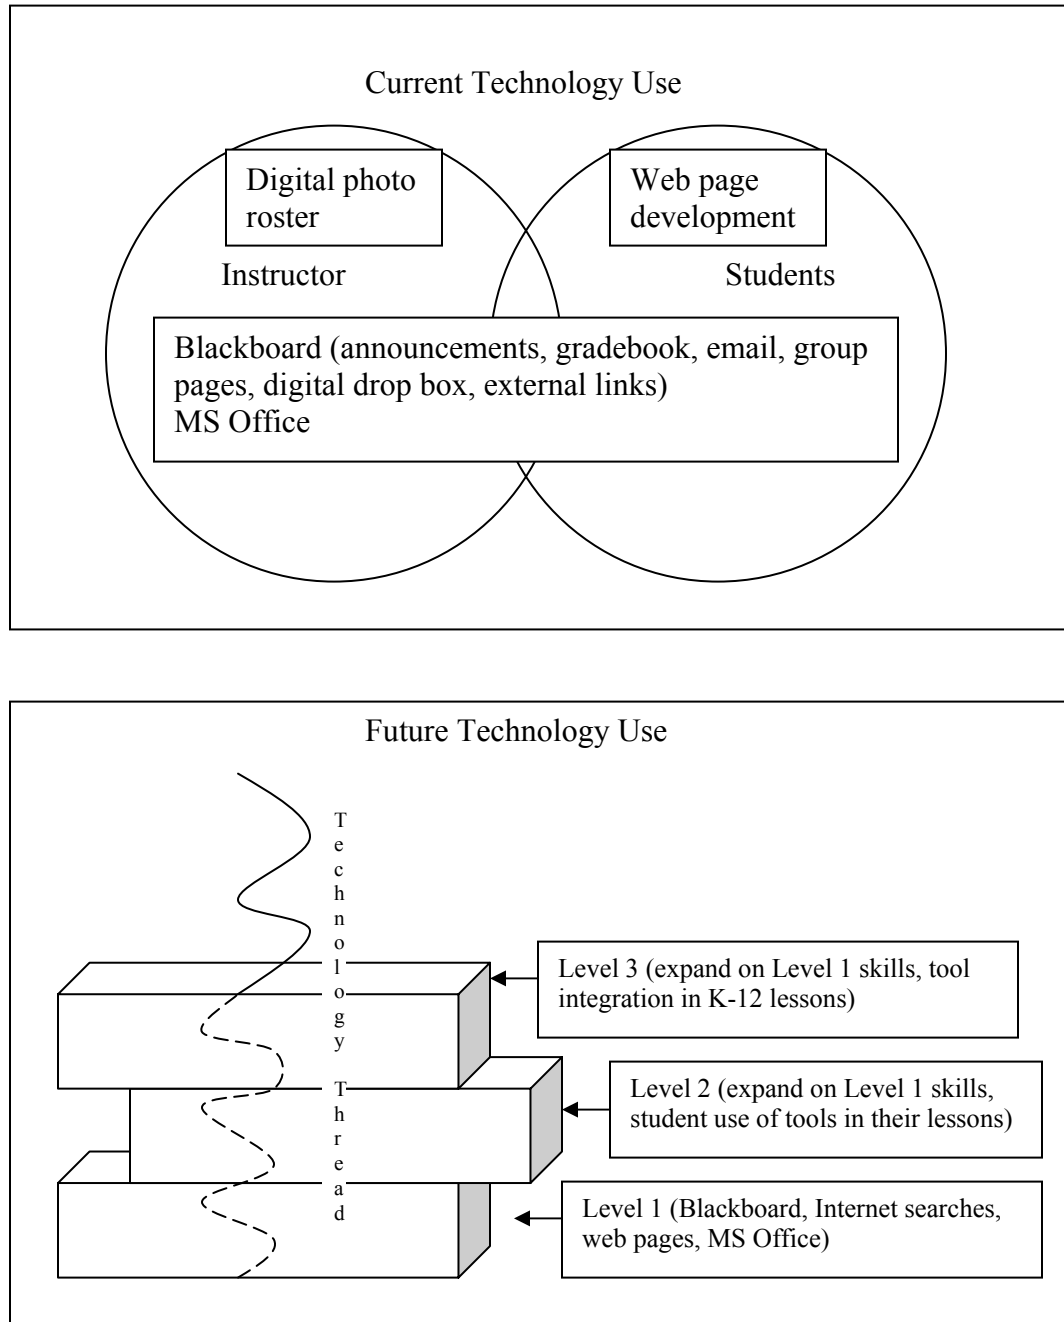 Current Technology Use
Digital photo
roster
Web page
development
Instructor
Students
Blackboard (announcements, gradebook, email, group
pages, digital drop box, external links)
MS Office
Future Technology Use
Technology Thread
Level 3 (expand on Level 1 skills, tool
integration in K-12 lessons)
Level 2 (expand on Level 1 skills,
student use of tools in their lessons)
Level 1 (Blackboard, Internet searches,
web pages, MS Office)